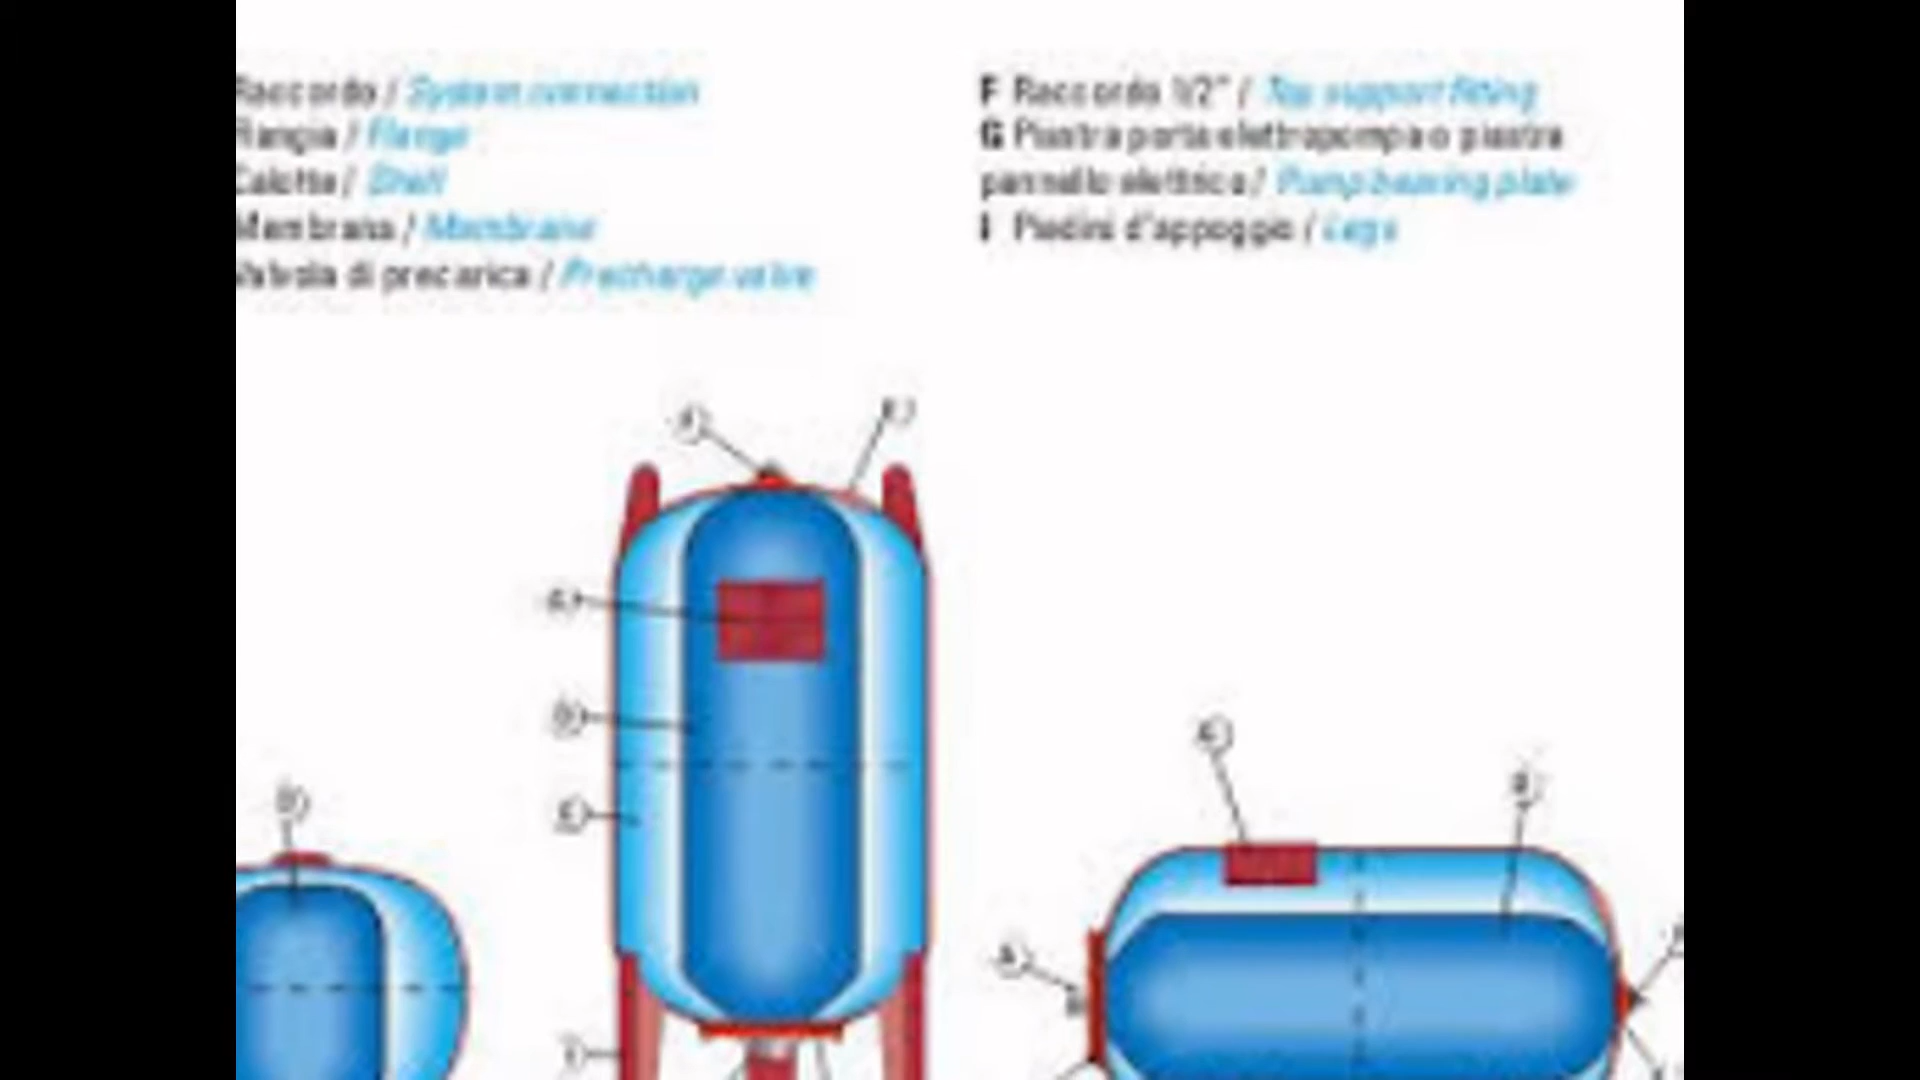 Raccordo / System connection
Flangia / Flange
Calotta / Shell
Membrana / Membrane
Valvola di precarica / Precharge valve
F Raccordo 1/2" / Top support fitting
G Piastra porta elettropompa o piastra
pannello elettrico / Pump bearing plate
I Piedini d'appoggio / Legs
F
D
D